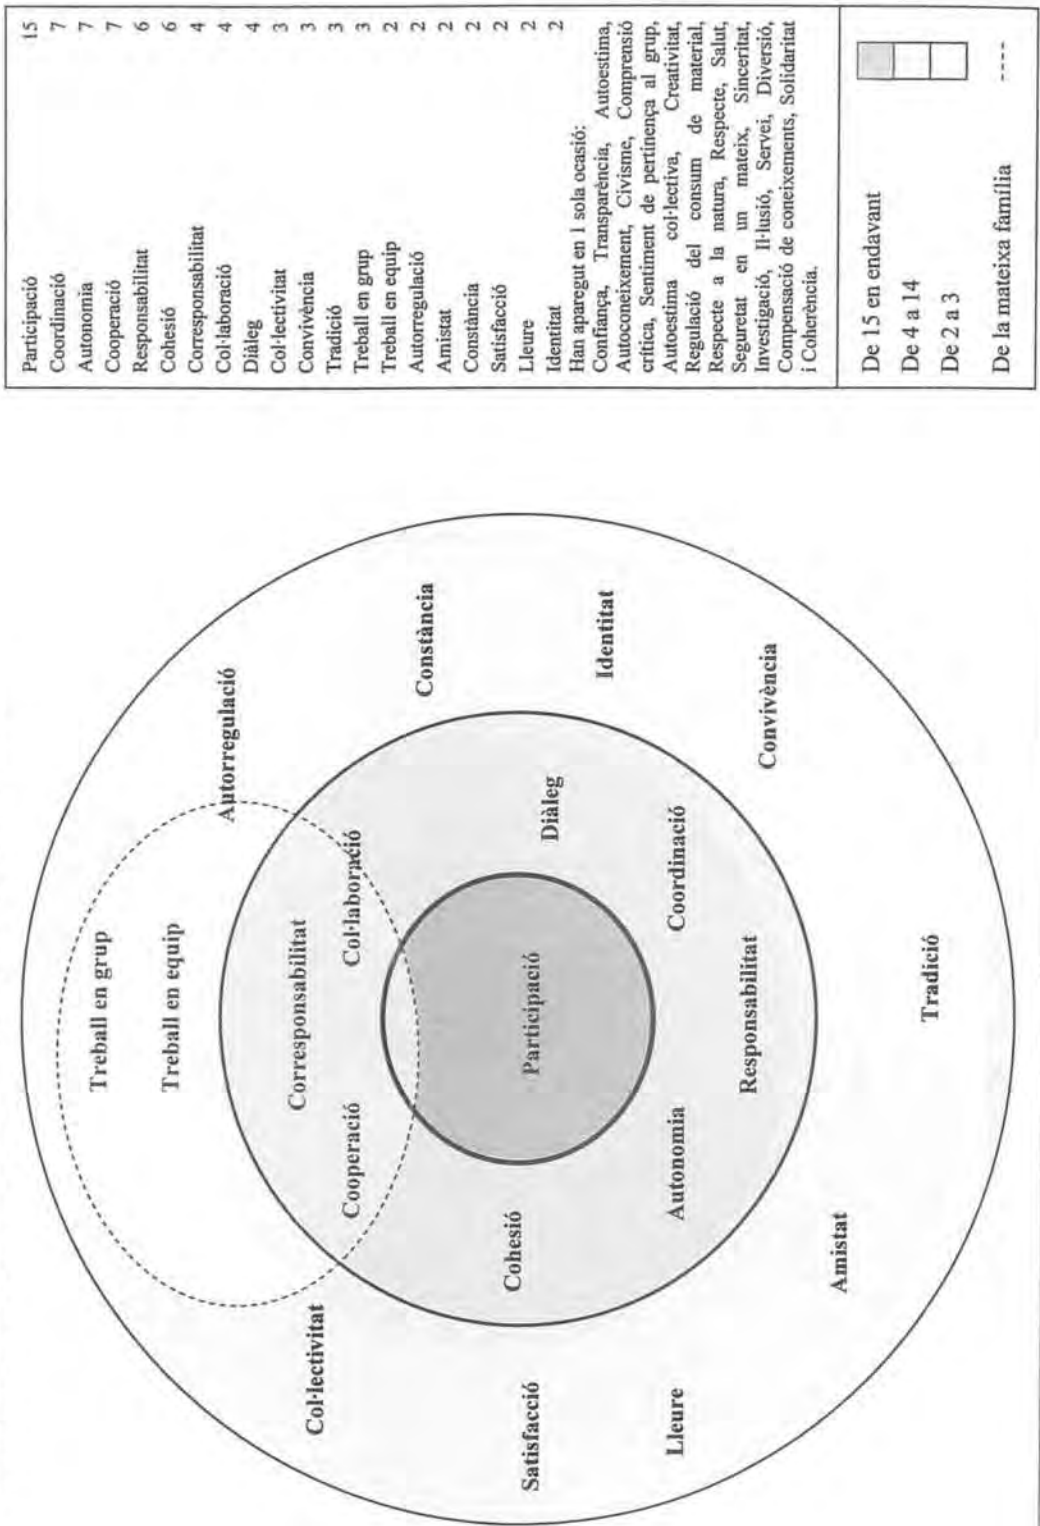 Treball en grup
Treball en equip
Autorregulació
Col·lectivitat
Corresponsabilitat
Cooperació
Col·laboració
Constància
Satisfacció
Cohesió
Participació
Diàleg
Identitat
Lleure
Autonomia
Coordinació
Responsabilitat
Convivència
Amistat
Tradició
Participació 15
Coordinació 7
Autonomia 7
Cooperació 7
Responsabilitat 6
Cohesió 6
Corresponsabilitat 4
Col·laboració 4
Diàleg 4
Col·lectivitat 3
Convivència 3
Tradició 3
Treball en grup 3
Treball en equip 2
Autorregulació 2
Amistat 2
Constància 2
Satisfacció 2
Lleure 2
Identitat 2
Han aparegut en 1 sola ocasió:
Confiança, Transparència, Autoestima,
Autoconeixement, Civisme, Comprensió
crítica, Sentiment de pertinença al grup,
Autoestima col·lectiva, Creativitat,
Regulació del consum de material,
Respecte a la natura, Respecte, Salut,
Seguretat en un mateix, Sinceritat,
Investigació, Il·lusió, Servei, Diversió,
Compensació de coneixements, Solidaritat
i Coherència.
De 15 en endavant
De 4 a 14
De 2 a 3
De la mateixa família ----